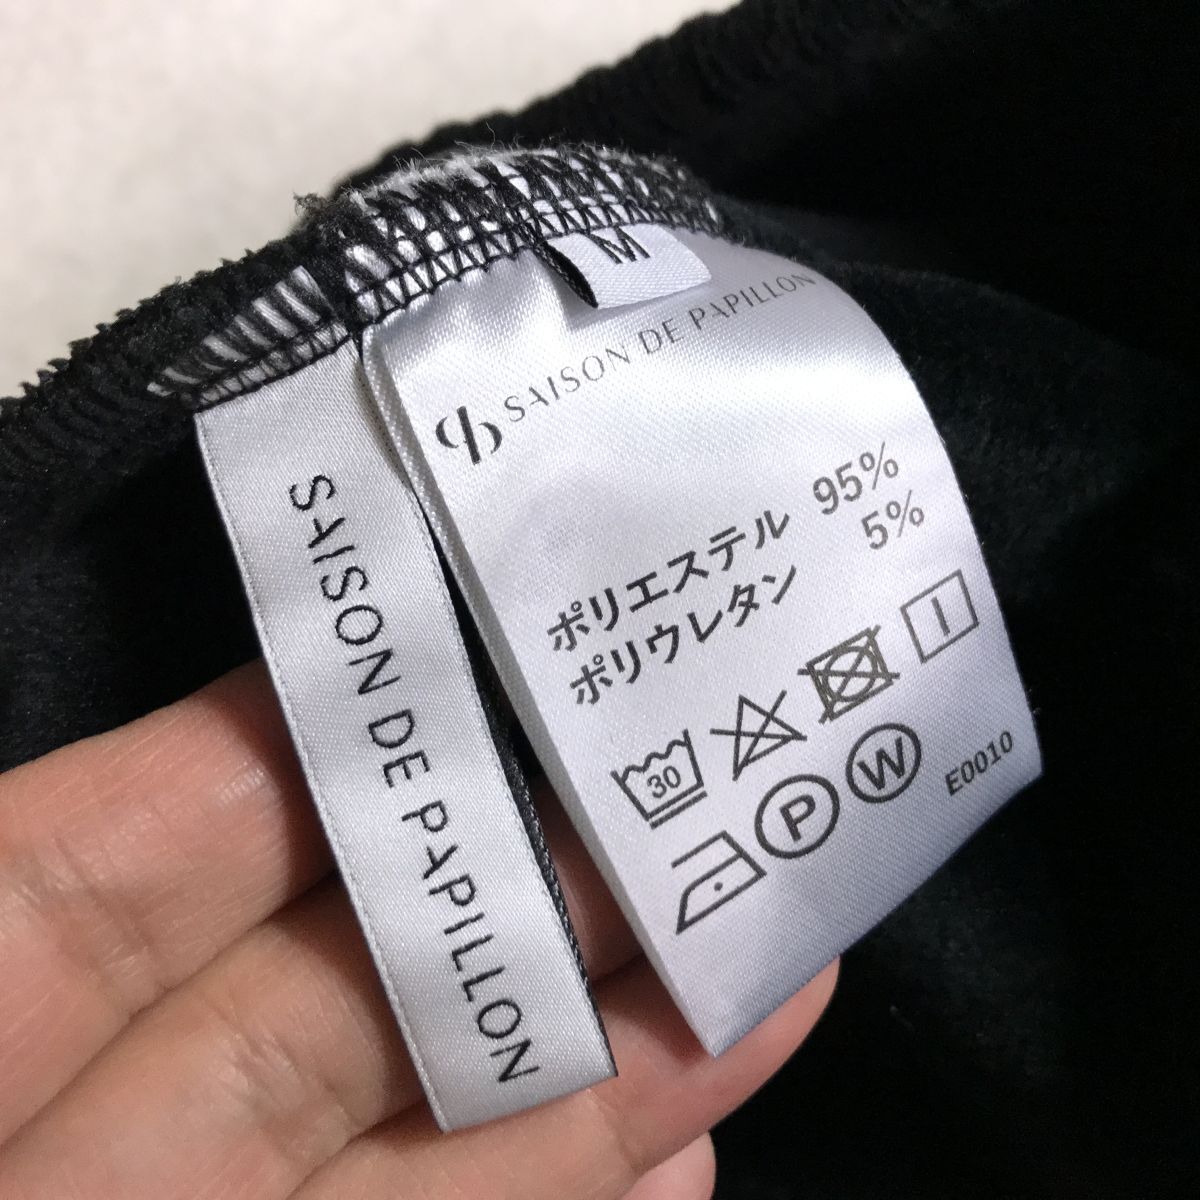 M
SAISON DE PAPILLON
ポリエステル 95%
ポリウレタン 5%
30
P W
E0010
SAISON DE PAPILLON